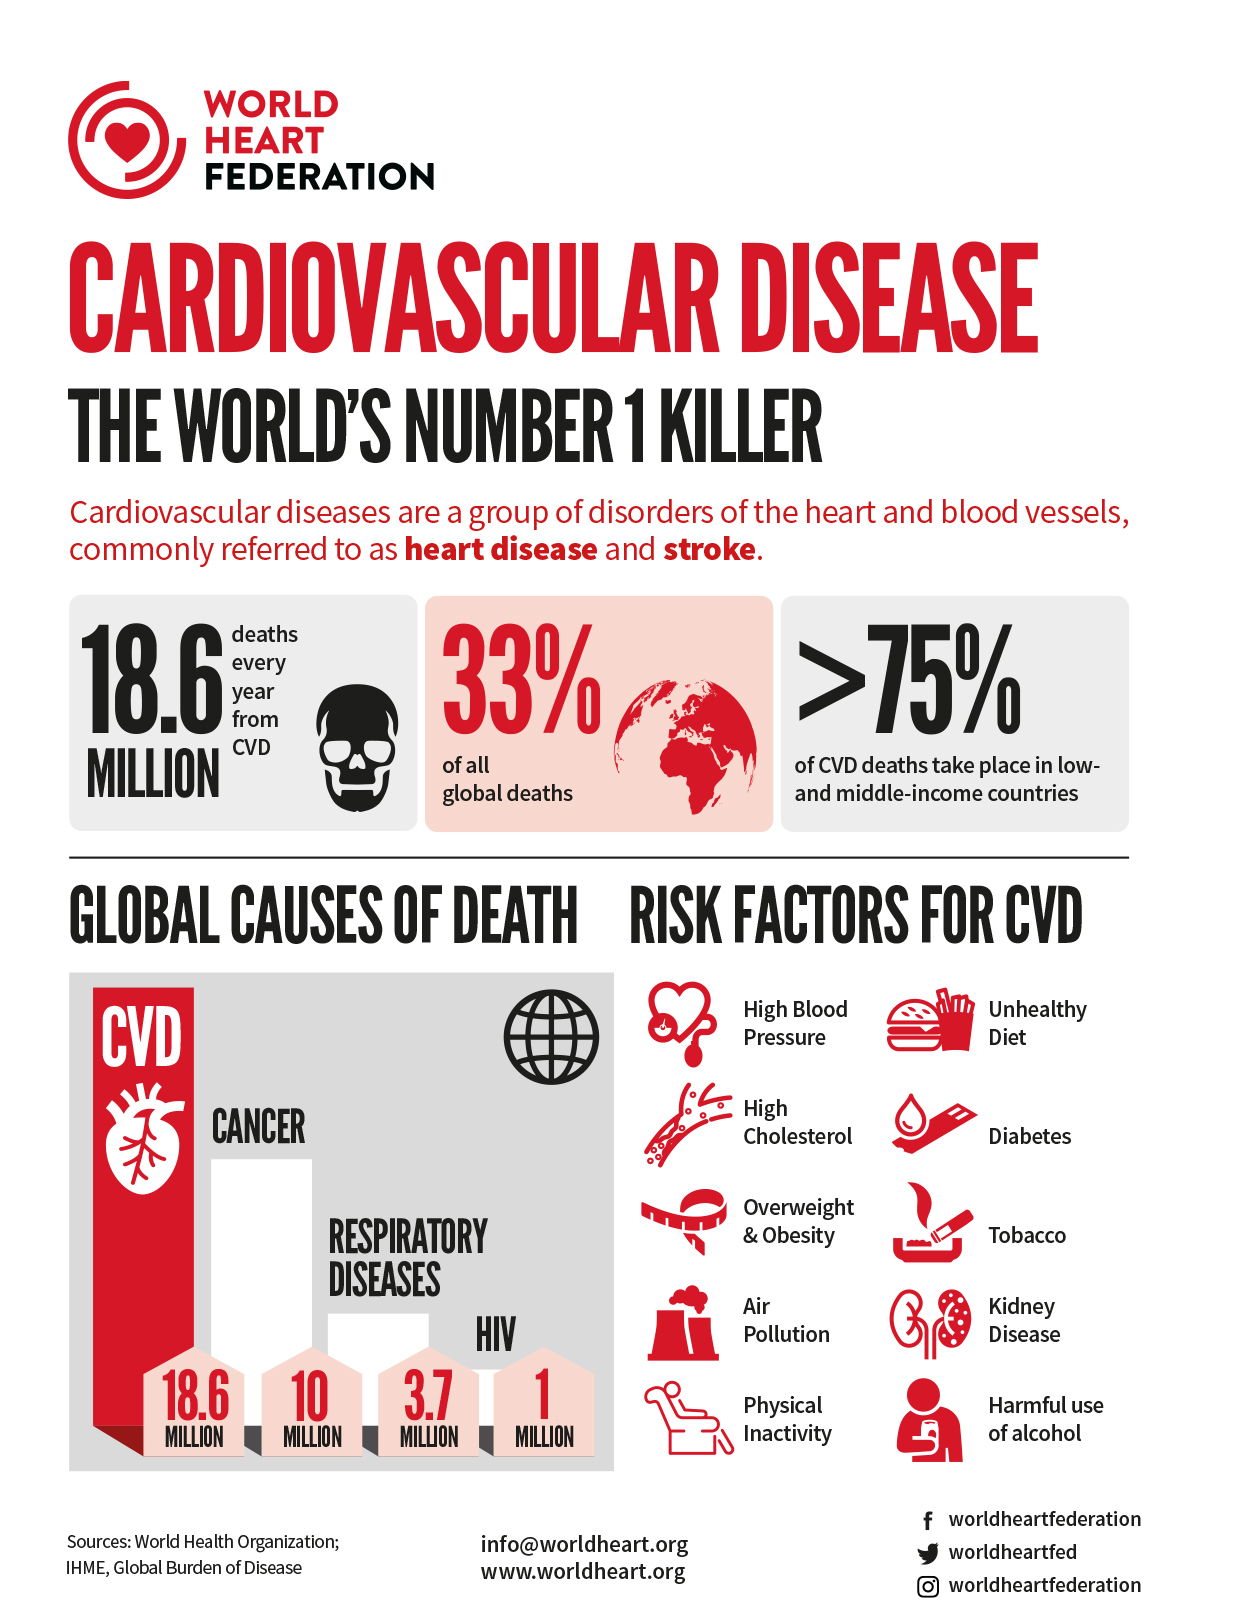 WORLD
HEART
FEDERATION
CARDIOVASCULAR DISEASE
THE WORLD'S NUMBER 1 KILLER
Cardiovascular diseases are a group of disorders of the heart and blood vessels,
commonly referred to as heart disease and stroke.
18.6
MILLION
deaths
every
year
from
CVD
33%
of all
global deaths
>75%
of CVD deaths take place in low-
and middle-income countries
GLOBAL CAUSES OF DEATH
CVD
CANCER
RESPIRATORY
DISEASES
HIV
18.6
MILLION
10
MILLION
3.7
MILLION
1
MILLION
RISK FACTORS FOR CVD
High Blood
Pressure
Unhealthy
Diet
High
Cholesterol
Diabetes
Overweight
& Obesity
Tobacco
Air
Pollution
Kidney
Disease
Physical
Inactivity
Harmful use
of alcohol
Sources: World Health Organization;
IHME, Global Burden of Disease
info@worldheart.org
www.worldheart.org
worldheartfederation
worldheartfed
worldheartfederation